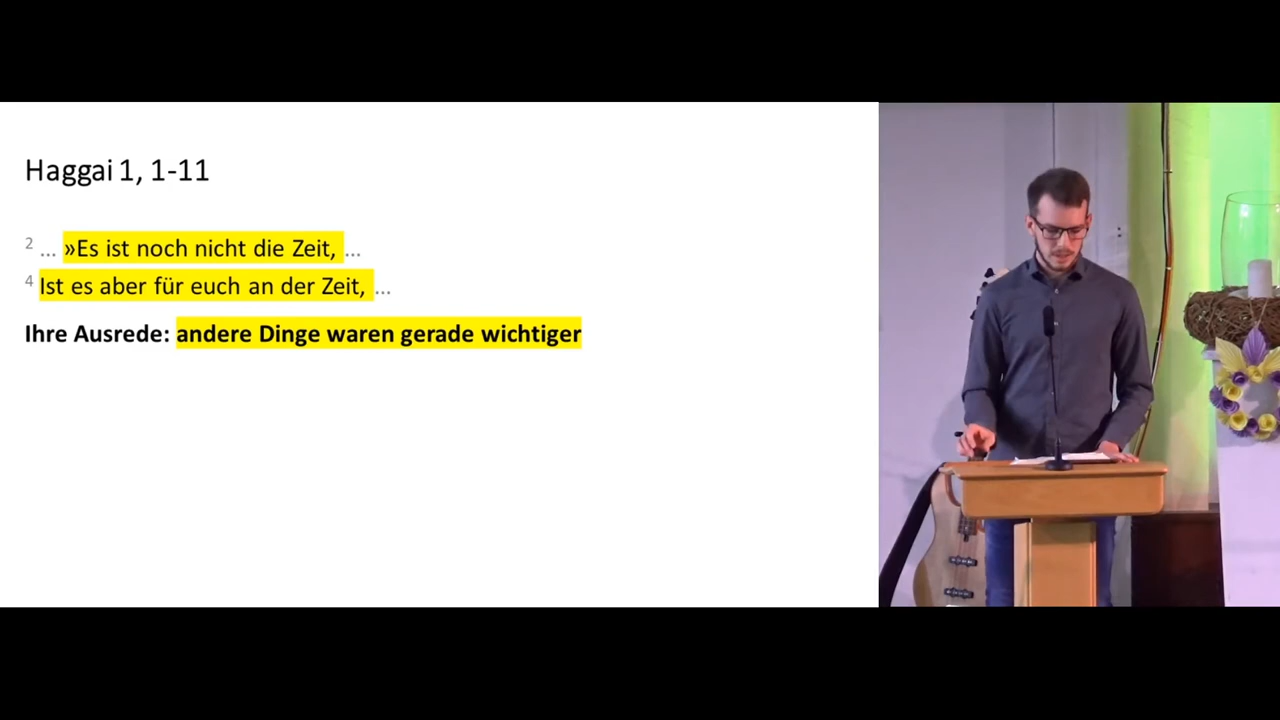 Haggai 1, 1-11
2 ... »Es ist noch nicht die Zeit, ...
4 Ist es aber für euch an der Zeit, ...
Ihre Ausrede: andere Dinge waren gerade wichtiger